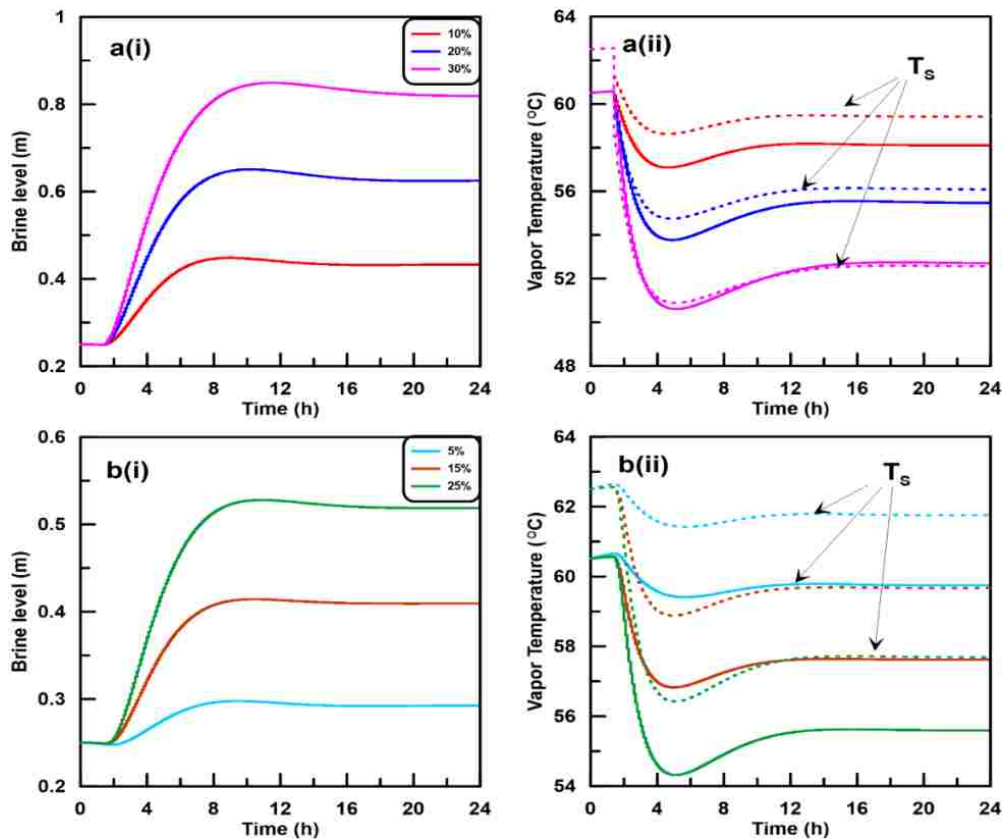 1
0.8
0.6
0.4
0.2
Brine level (m)
a(i)
10%
20%
30%
0 4 8 12 16 20 24
Time (h)
64
60
56
52
48
Vapor Temperature (ºC)
a(ii)
Ts
0 4 8 12 16 20 24
Time (h)
0.6
0.5
0.4
0.3
0.2
Brine level (m)
b(i)
5%
15%
25%
0 4 8 12 16 20 24
Time (h)
64
62
60
58
56
54
Vapor Temperature (ºC)
b(ii)
Ts
0 4 8 12 16 20 24
Time (h)